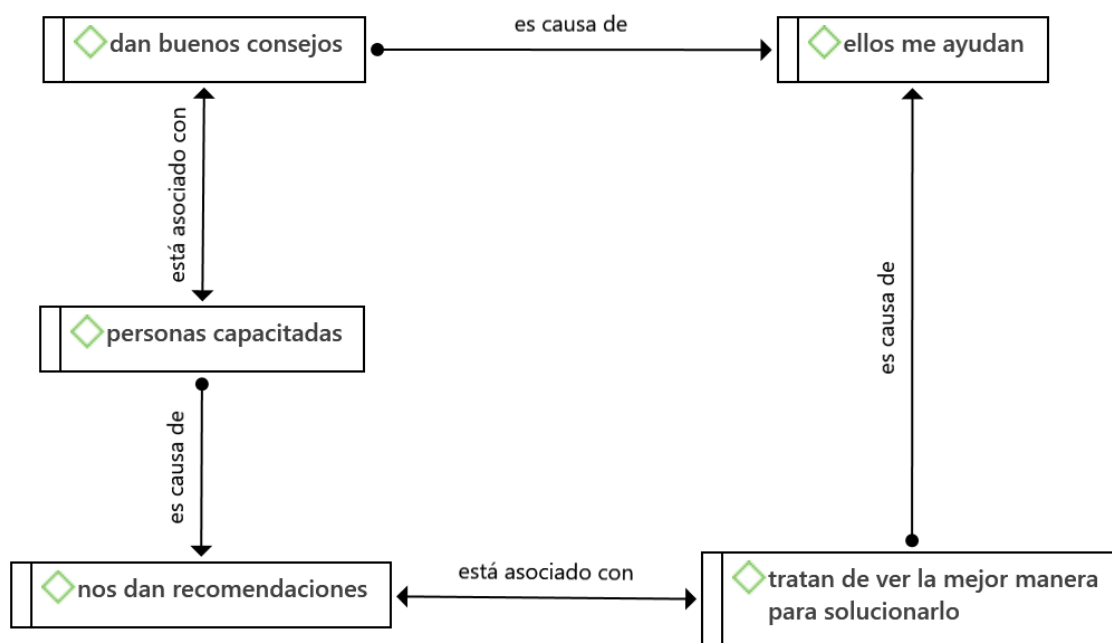 dan buenos consejos
es causa de
ellos me ayudan
está asociado con
personas capacitadas
es causa de
es causa de
nos dan recomendaciones
está asociado con
tratan de ver la mejor manera
para solucionarlo